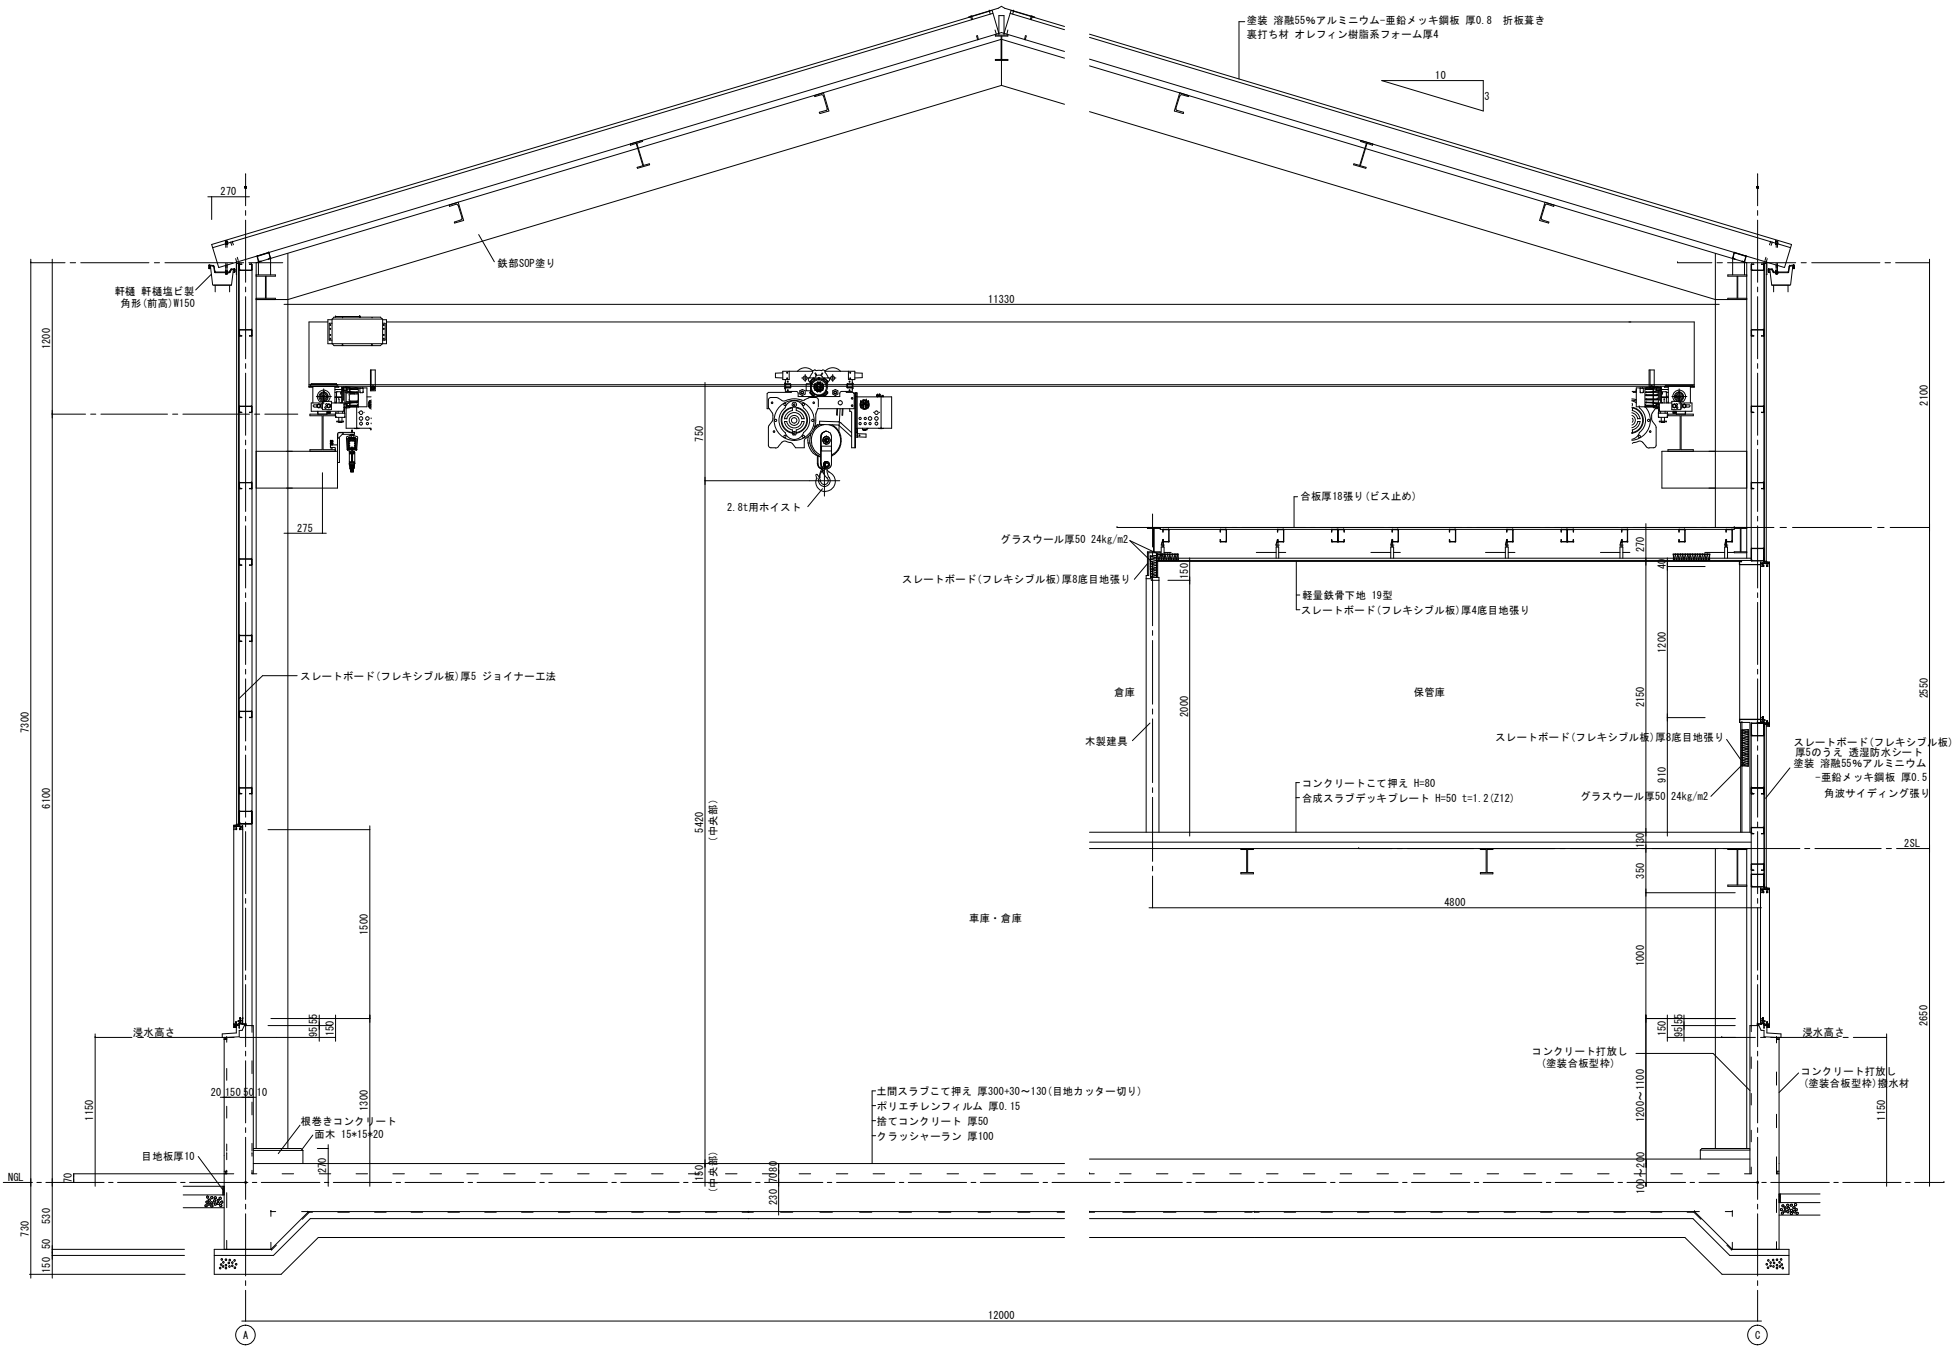 塗装 溶融55%アルミニウム-亜鉛メッキ鋼板 厚0.8 折板葺き
裏打ち材 オレフィン樹脂系フォーム厚4
10
3
270
鉄部SOP塗り
軒樋 軒樋塩ビ製
角形(前高)W150
11330
1200
2100
750
2.8t用ホイスト
275
合板厚18張り(ビス止め)
グラスウール厚50 24kg/m2
スレートボード(フレキシブル板)厚8底目地張り
270
150
40
軽量鉄骨下地 19型
スレートボード(フレキシブル板)厚4底目地張り
スレートボード(フレキシブル板)厚5 ジョイナー工法
倉庫
保管庫
1200
2000
2150
2550
7300
木製建具
スレートボード(フレキシブル板)厚8底目地張り
スレートボード(フレキシブル板)
厚5のうえ 透湿防水シート
塗装 溶融55%アルミニウム
-亜鉛メッキ鋼板 厚0.5
角波サイディング張り
910
グラスウール厚50 24kg/m2
コンクリートこて押え H=80
合成スラブデッキプレート H=50 t=1.2(Z12)
6100
5420
(中央部)
130
2SL
350
4800
車庫・倉庫
1500
1000
2650
浸水高さ
95
55
150
150
95
55
浸水高さ
コンクリート打放し
(塗装合板型枠)
コンクリート打放し
(塗装合板型枠)撥水材
20 150 50 10
1150
1300
1200~1100
1150
根巻きコンクリート
面木 15*15*20
土間スラブこて押え 厚300+30~130(目地カッター切り)
ポリエチレンフィルム 厚0.15
捨てコンクリート 厚50
クラッシャーラン 厚100
目地板厚10
270
NGL
70
150
(中央部)
70
80
230
100~200
730
530
50
150
12000
A
C